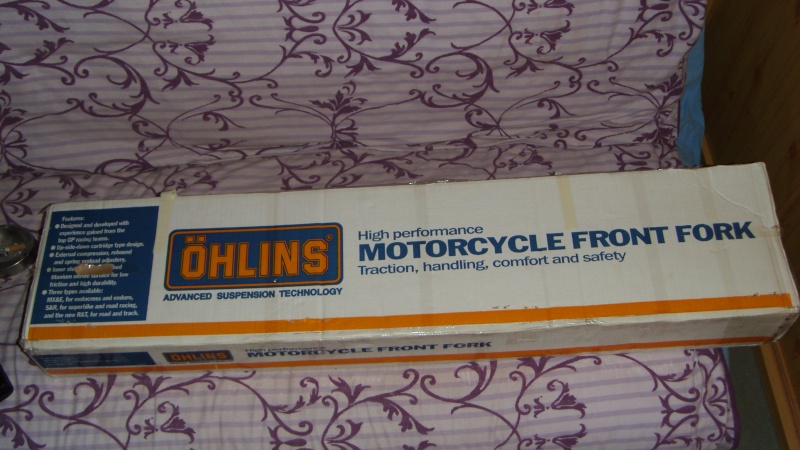 Features:
● Designed and developed with
experience gained from the
top GP racing teams.
● Up-side-down cartridge type design.
● External compression, rebound
and spring preload adjusters.
● Inner
titanium nitride surface for low
friction and high durability.
● Three types available:
MX&E, for motocross and enduro,
S&R, for superbike and road racing,
and the new R&T, for road and track.
ÖHLINS®
ADVANCED SUSPENSION TECHNOLOGY
High performance
MOTORCYCLE FRONT FORK
Traction, handling, comfort and safety
ÖHLINS
High performance
MOTORCYCLE FRONT FORK